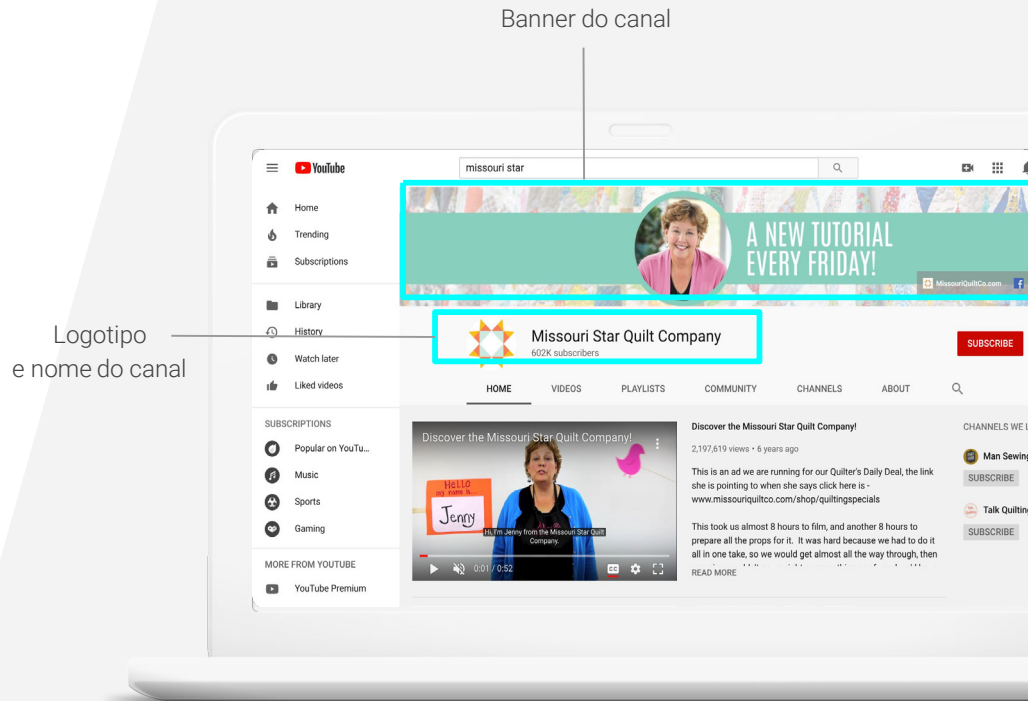 Banner do canal
YouTube
missouri star
Home
Trending
Subscriptions
Library
History
Watch later
Liked videos
SUBSCRIPTIONS
Popular on YouTu...
Music
Sports
Gaming
MORE FROM YOUTUBE
YouTube Premium
Logotipo
e nome do canal
A NEW TUTORIAL
EVERY FRIDAY!
MissouriQuiltCo.com
Missouri Star Quilt Company
602K subscribers
SUBSCRIBE
HOME VIDEOS PLAYLISTS COMMUNITY CHANNELS ABOUT
Discover the Missouri Star Quilt Company!
HELLO
my name is...
Jenny
Hi, I'm Jenny from the Missouri Star Quilt
Company.
0:01 / 0:52
Discover the Missouri Star Quilt Company!
2,197,619 views • 6 years ago
This is an ad we are running for our Quilter's Daily Deal, the link
she is pointing to when she says click here is -
www.missouriquiltco.com/shop/quiltingspecials
This took us almost 8 hours to film, and another 8 hours to
prepare all the props for it. It was hard because we had to do it
all in one take, so we would get almost all the way through, then
READ MORE
CHANNELS WE L
Man Sewing
SUBSCRIBE
Talk Quilting
SUBSCRIBE